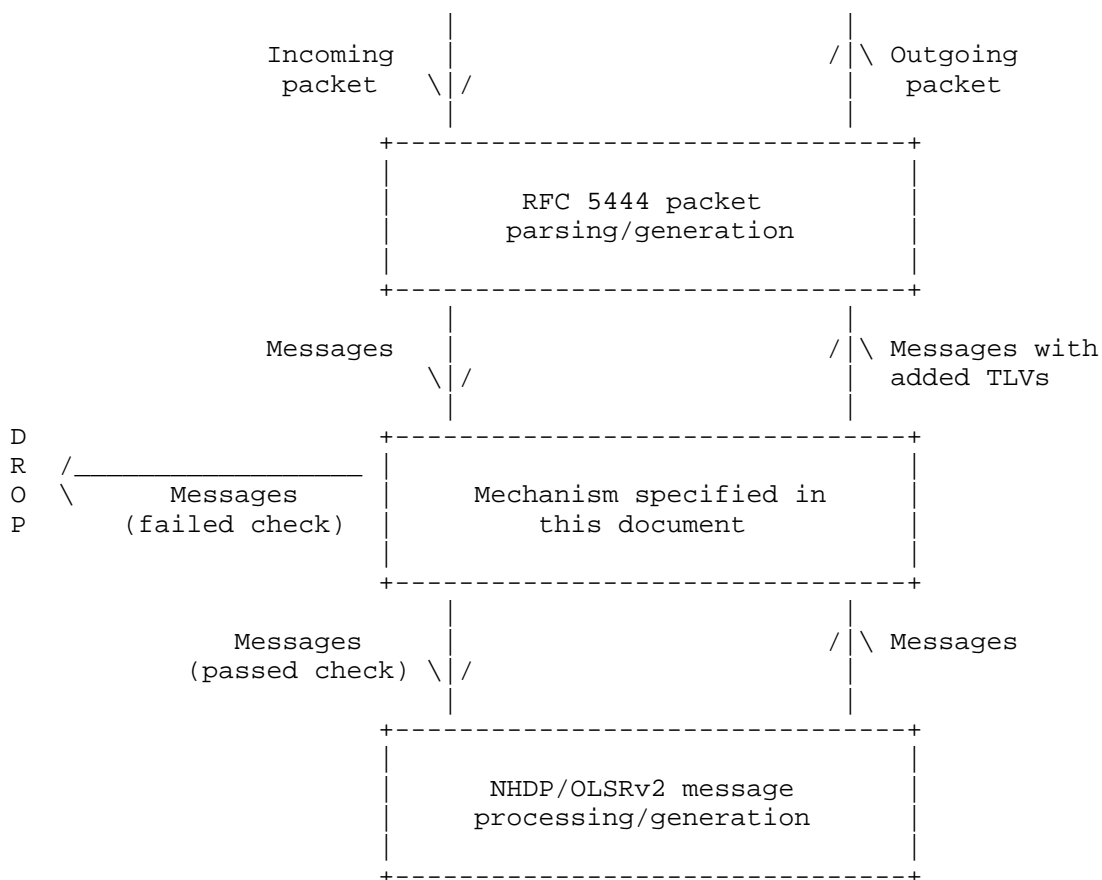 Incoming
packet
Outgoing
packet
RFC 5444 packet
parsing/generation
Messages
Messages with
added TLVs
D
R
O
P
Messages
(failed check)
Mechanism specified in
this document
Messages
(passed check)
Messages
NHDP/OLSRv2 message
processing/generation